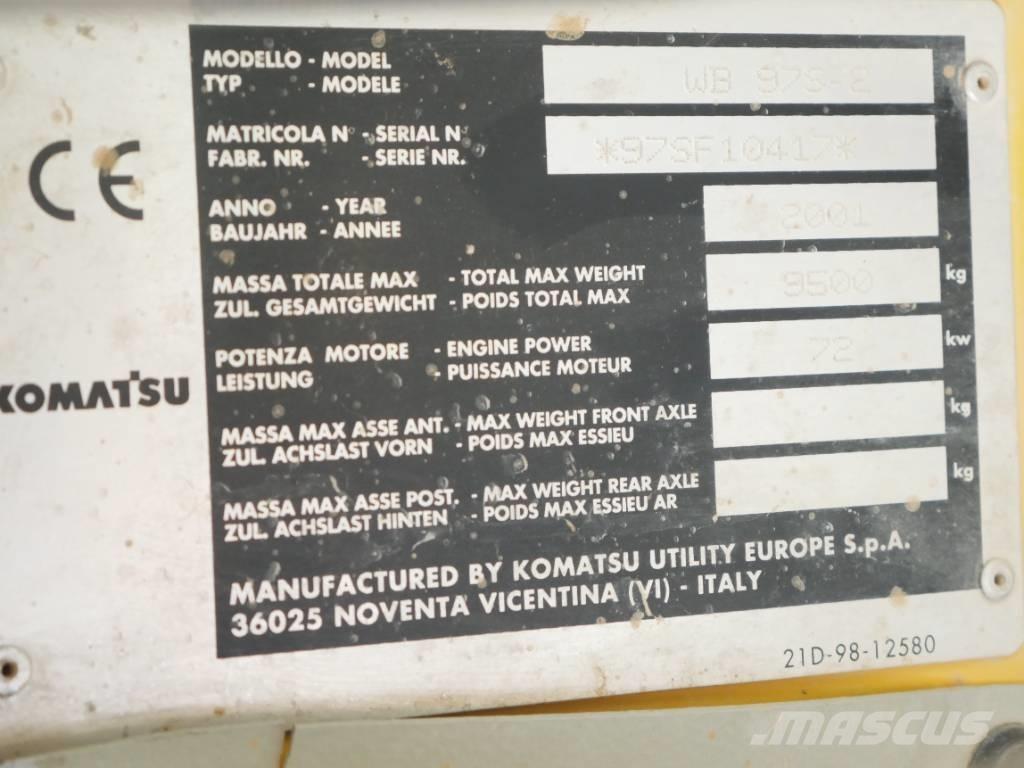 MODELLO - MODEL WB 97S-2
TYP - MODELE
MATRICOLA N° - SERIAL N° *97SF10417*
FABR. NR. - SERIE NR.
ANNO - YEAR 2001
BAUJAHR - ANNEE
MASSA TOTALE MAX - TOTAL MAX WEIGHT 9500 kg
ZUL. GESAMTGEWICHT - POIDS TOTAL MAX
POTENZA MOTORE - ENGINE POWER 72 kw
LEISTUNG - PUISSANCE MOTEUR
MASSA MAX ASSE ANT. - MAX WEIGHT FRONT AXLE kg
ZUL. ACHSLAST VORN - POIDS MAX ESSIEU
MASSA MAX ASSE POST. - MAX WEIGHT REAR AXLE kg
ZUL. ACHSLAST HINTEN - POIDS MAX ESSIEU AR
MANUFACTURED BY KOMATSU UTILITY EUROPE S.p.A.
36025 NOVENTA VICENTINA (VI) - ITALY
CE
KOMATSU
21D-98-12580
MASCUS